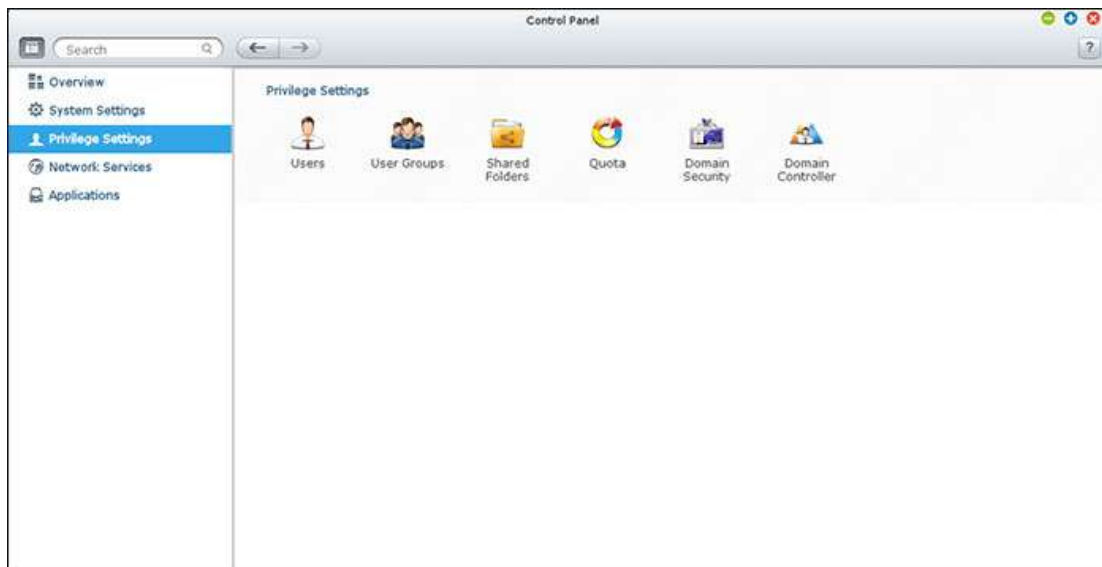 Control Panel
Search
?
Overview
System Settings
Privilege Settings
Network Services
Applications
Privilege Settings
Users
User Groups
Shared
Folders
Quota
Domain
Security
Domain
Controller